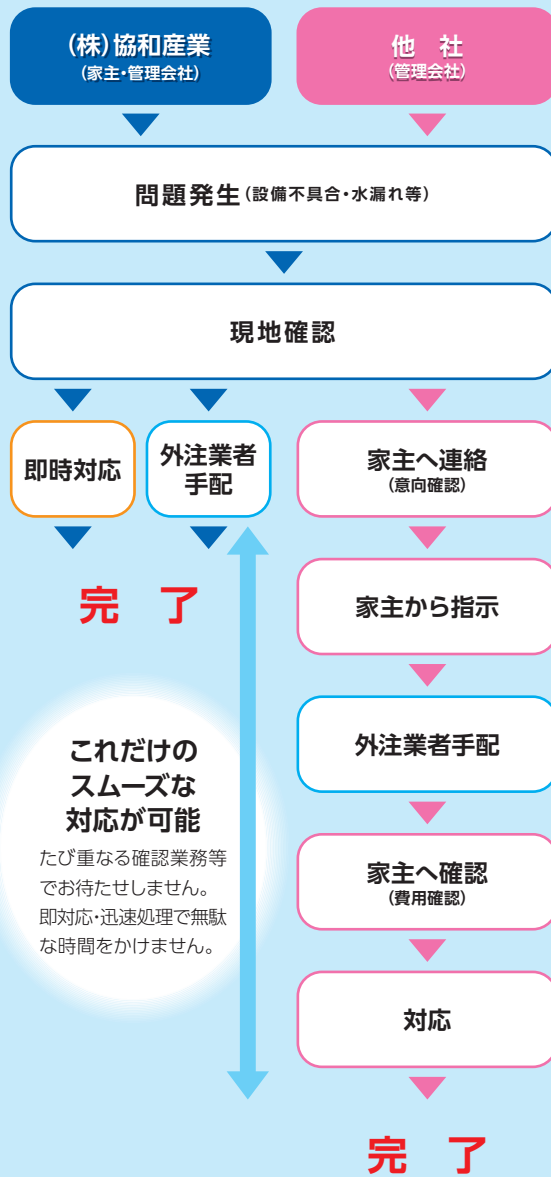 (株)協和産業
(家主・管理会社)
他 社
(管理会社)
問題発生(設備不具合・水漏れ等)
現地確認
即時対応
外注業者
手配
完 了
これだけの
スムーズな
対応が可能
たび重なる確認業務等
でお待たせしません。
即対応・迅速処理で無駄
な時間をかけません。
家主へ連絡
(意向確認)
家主から指示
外注業者手配
家主へ確認
(費用確認)
対応
完 了